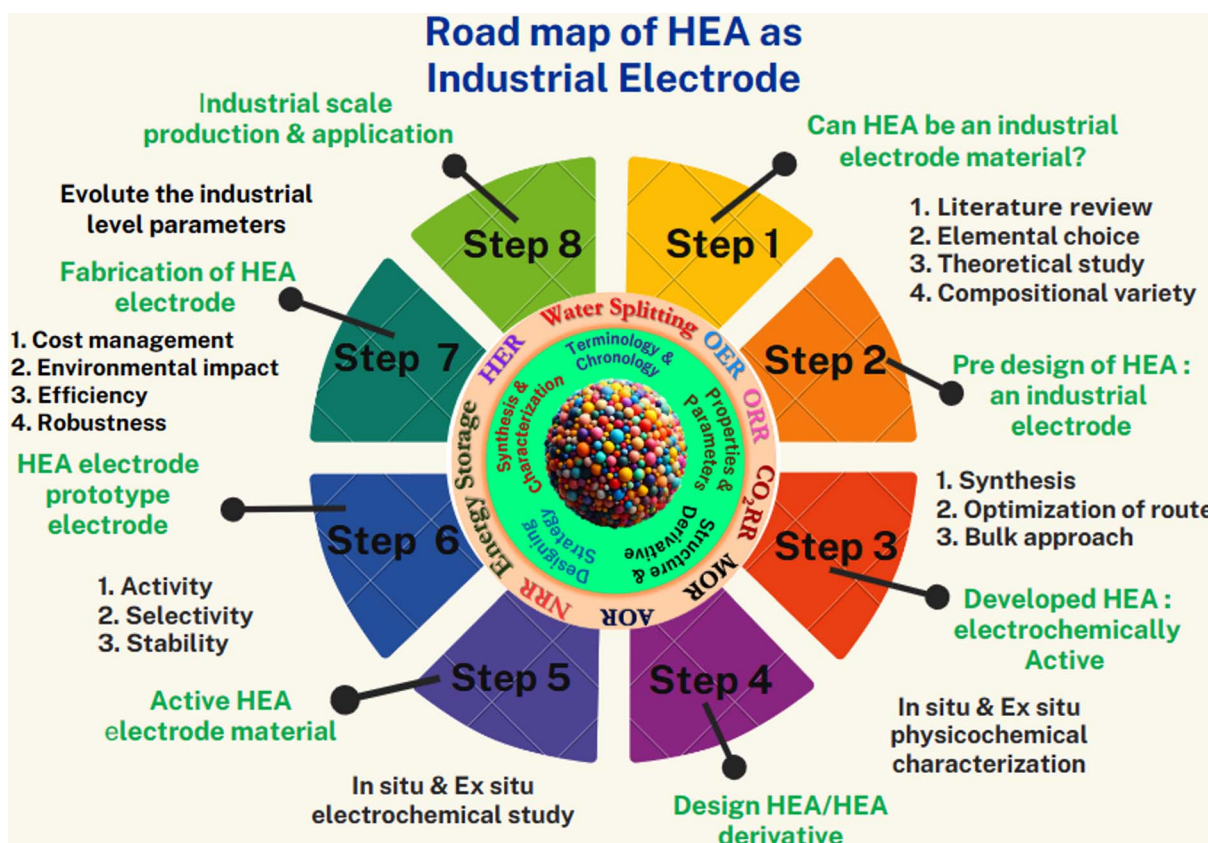 Road map of HEA as
Industrial Electrode
Can HEA be an industrial
electrode material?
1. Literature review
2. Elemental choice
3. Theoretical study
4. Compositional variety
Step 1
Step 2
Pre design of HEA :
an industrial
electrode
1. Synthesis
2. Optimization of route
3. Bulk approach
Step 3
Developed HEA :
electrochemically
Active
In situ & Ex situ
physicochemical
characterization
Step 4
Design HEA/HEA
derivative
In situ & Ex situ
electrochemical study
Step 5
Active HEA
electrode material
1. Activity
2. Selectivity
3. Stability
Step 6
HEA electrode
prototype
electrode
1. Cost management
2. Environmental impact
3. Efficiency
4. Robustness
Step 7
Fabrication of HEA
electrode
Evolute the industrial
level parameters
Step 8
Industrial scale
production & application
Water Splitting
OER
ORR
CO₂RR
MOR
AOR
NRR
Energy Storage
HER
Terminology &
Chronology
Properties &
Parameters
Structure &
Derivative
Designing
Strategy
Synthesis &
Characterization